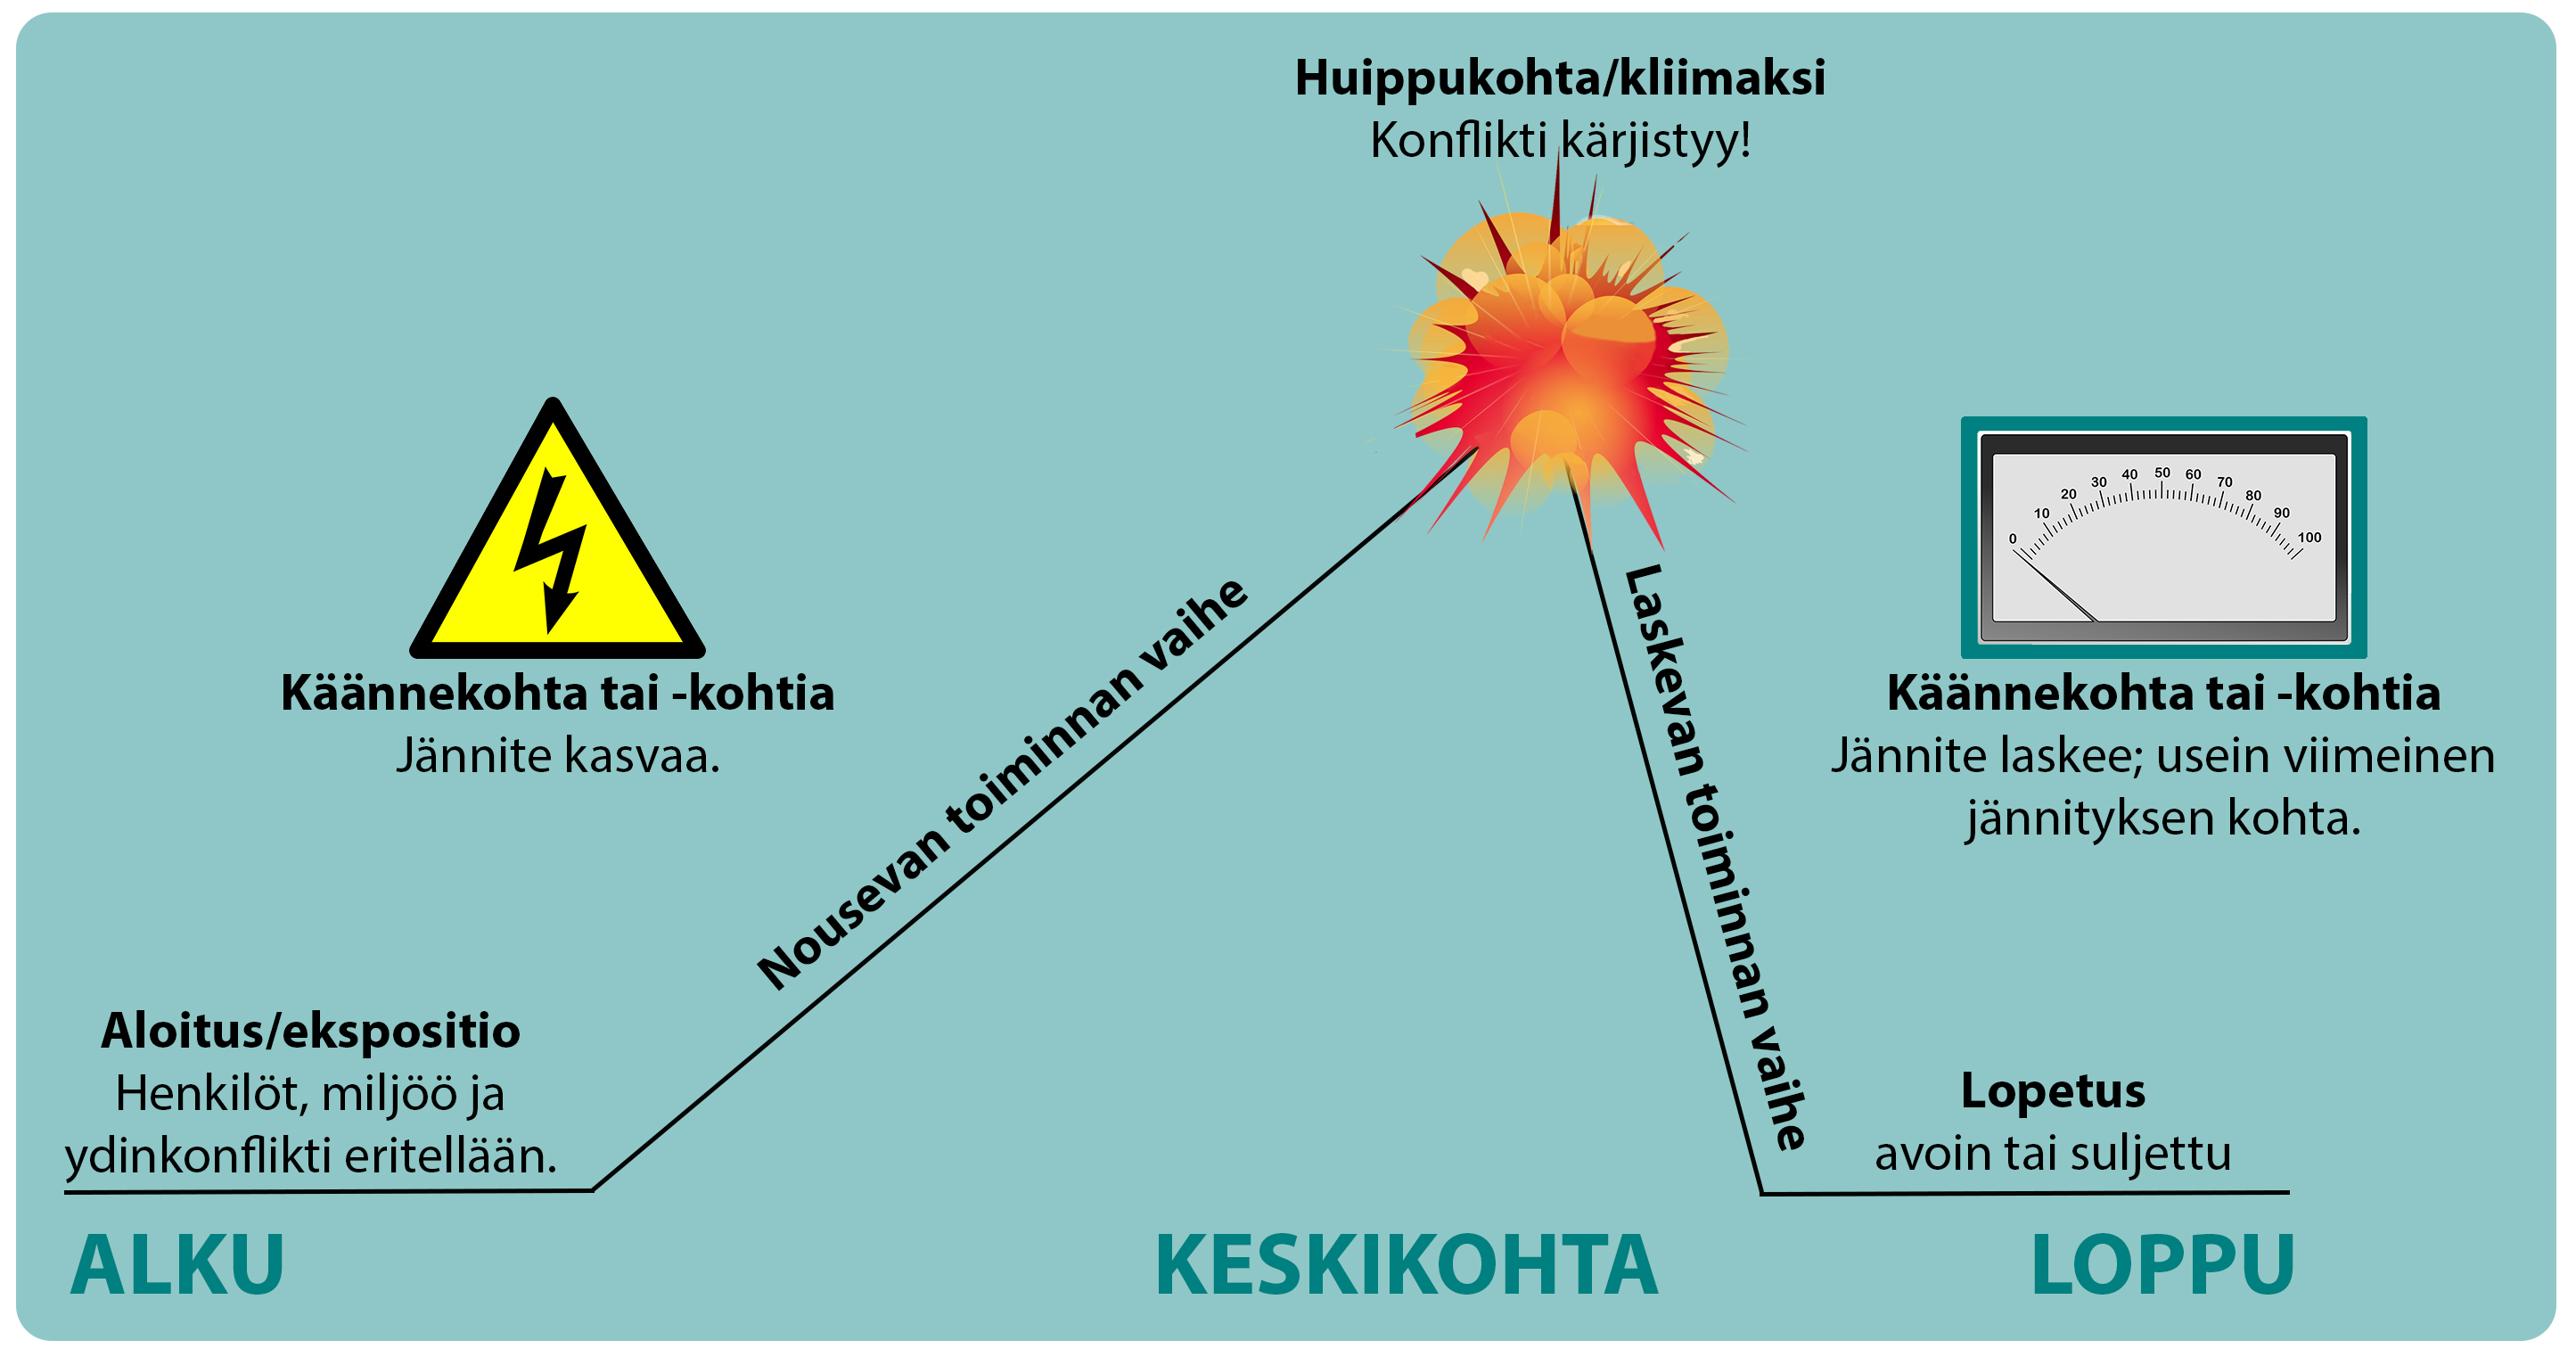 Huippukohta/kliimaksi
Konflikti kärjistyy!
Käännekohta tai -kohtia
Jännite kasvaa.
Nousevan toiminnan vaihe
Laskevan toiminnan vaihe
0 10 20 30 40 50 60 70 80 90 100
Käännekohta tai -kohtia
Jännite laskee; usein viimeinen
jännityksen kohta.
Aloitus/ekspositio
Henkilöt, miljöö ja
ydinkonflikti eritellään.
Lopetus
avoin tai suljettu
ALKU
KESKIKOHTA
LOPPU